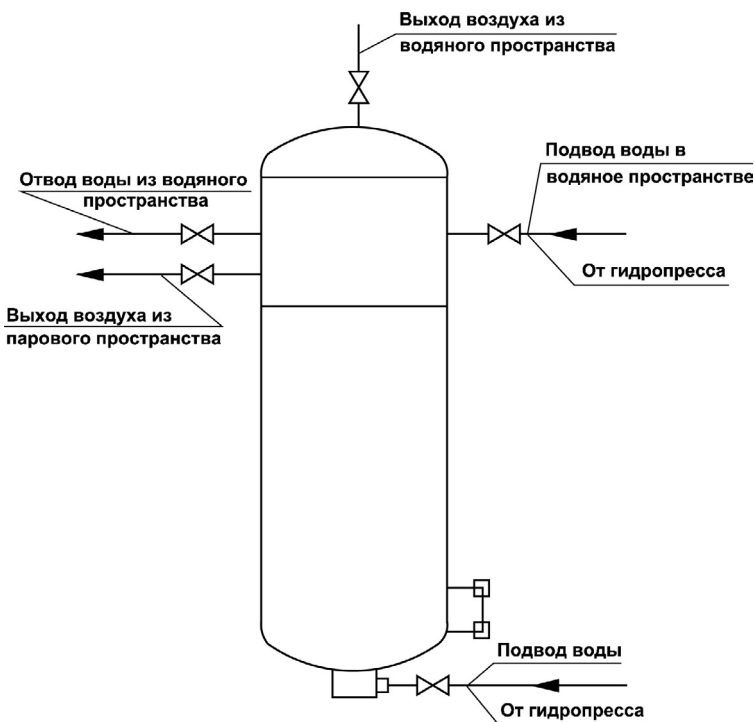 Выход воздуха из
водяного пространства
Подвод воды в
водяное пространстве
От гидропресса
Отвод воды из водяного
пространства
Выход воздуха из
парового пространства
Подвод воды
От гидропресса